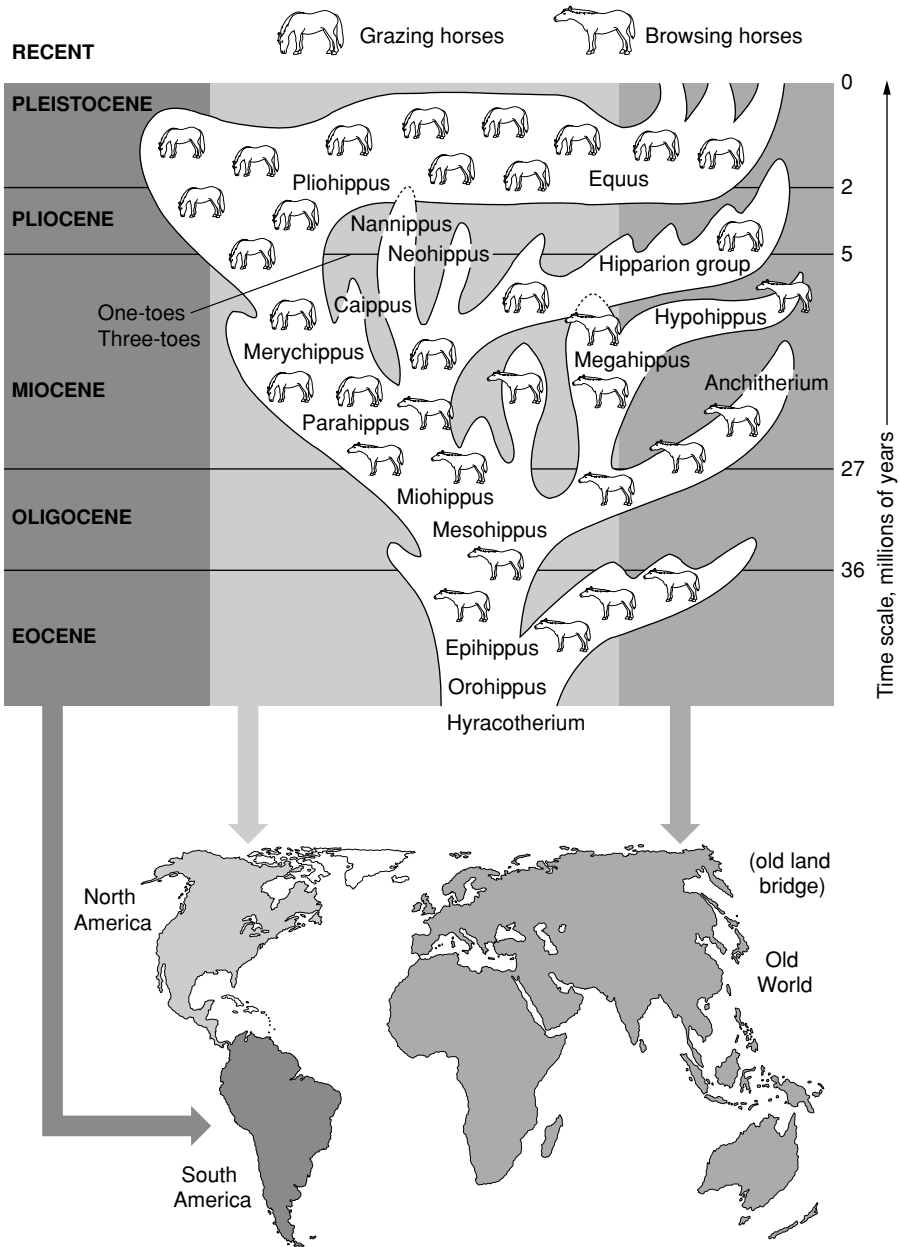 Grazing horses
Browsing horses
RECENT
0
PLEISTOCENE
Pliohippus
Equus
2
PLIOCENE
Nannippus
Neohippus
5
Hipparion group
One-toes
Three-toes
Caippus
Hypohippus
Merychippus
Megahippus
MIOCENE
Anchitherium
Parahippus
27
Miohippus
OLIGOCENE
Mesohippus
36
EOCENE
Epihippus
Orohippus
Hyracotherium
Time scale, millions of years
North
America
(old land
bridge)
Old
World
South
America